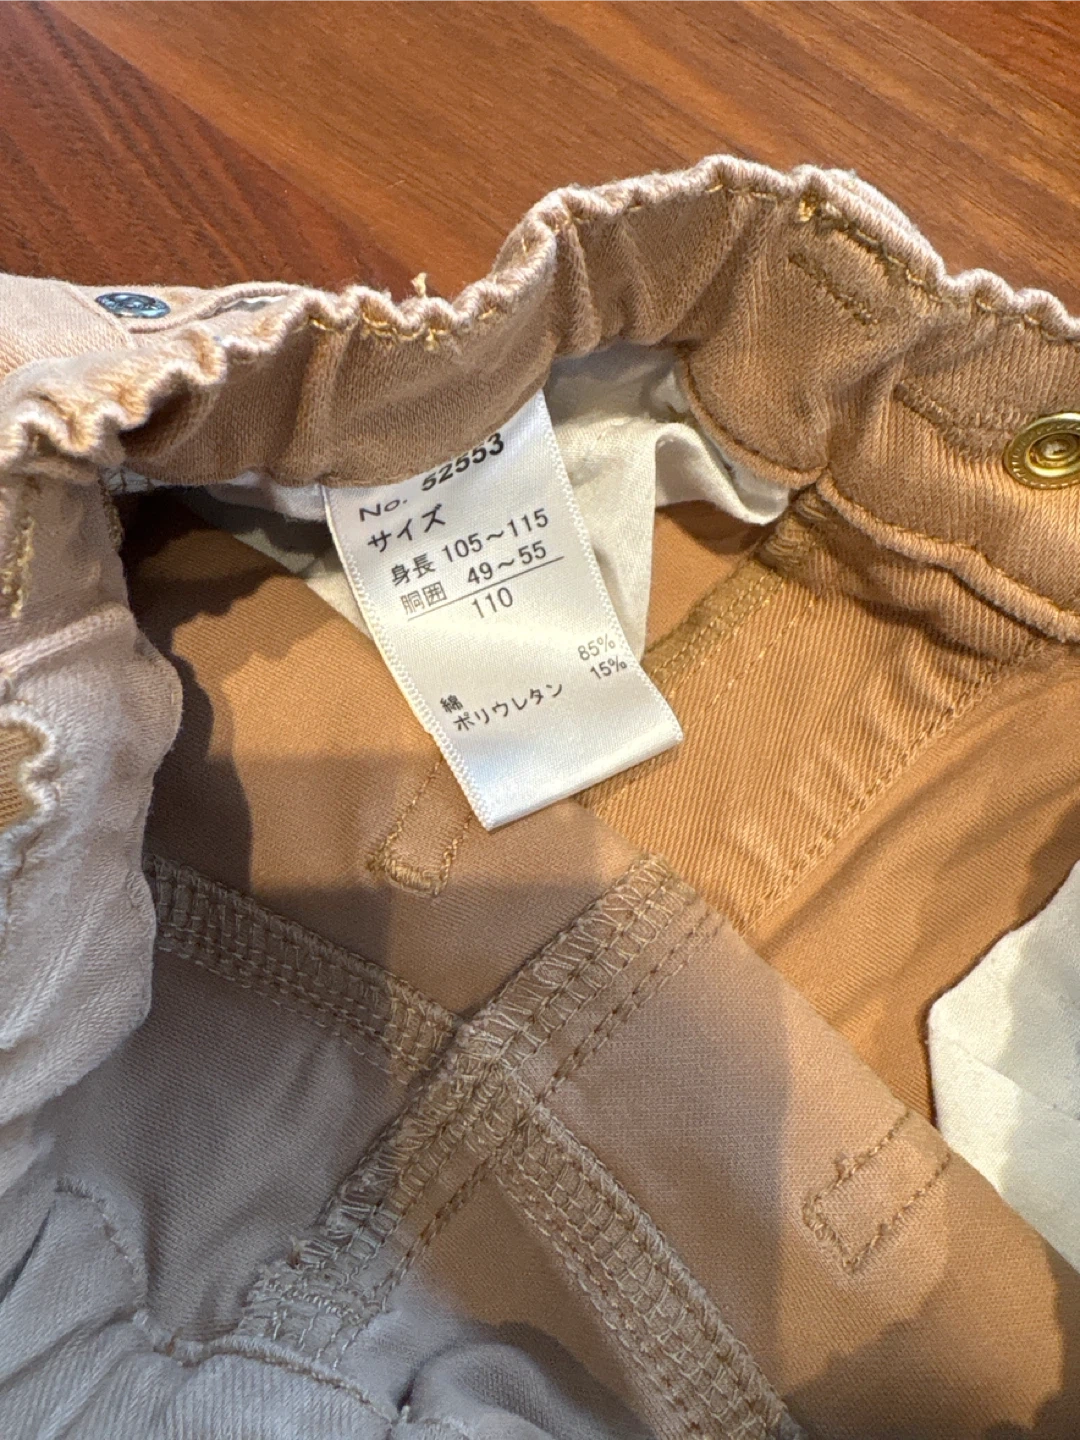 No. 52553
サイズ
身長 105～115
胴囲 49～55
110
綿 85%
ポリウレタン 15%